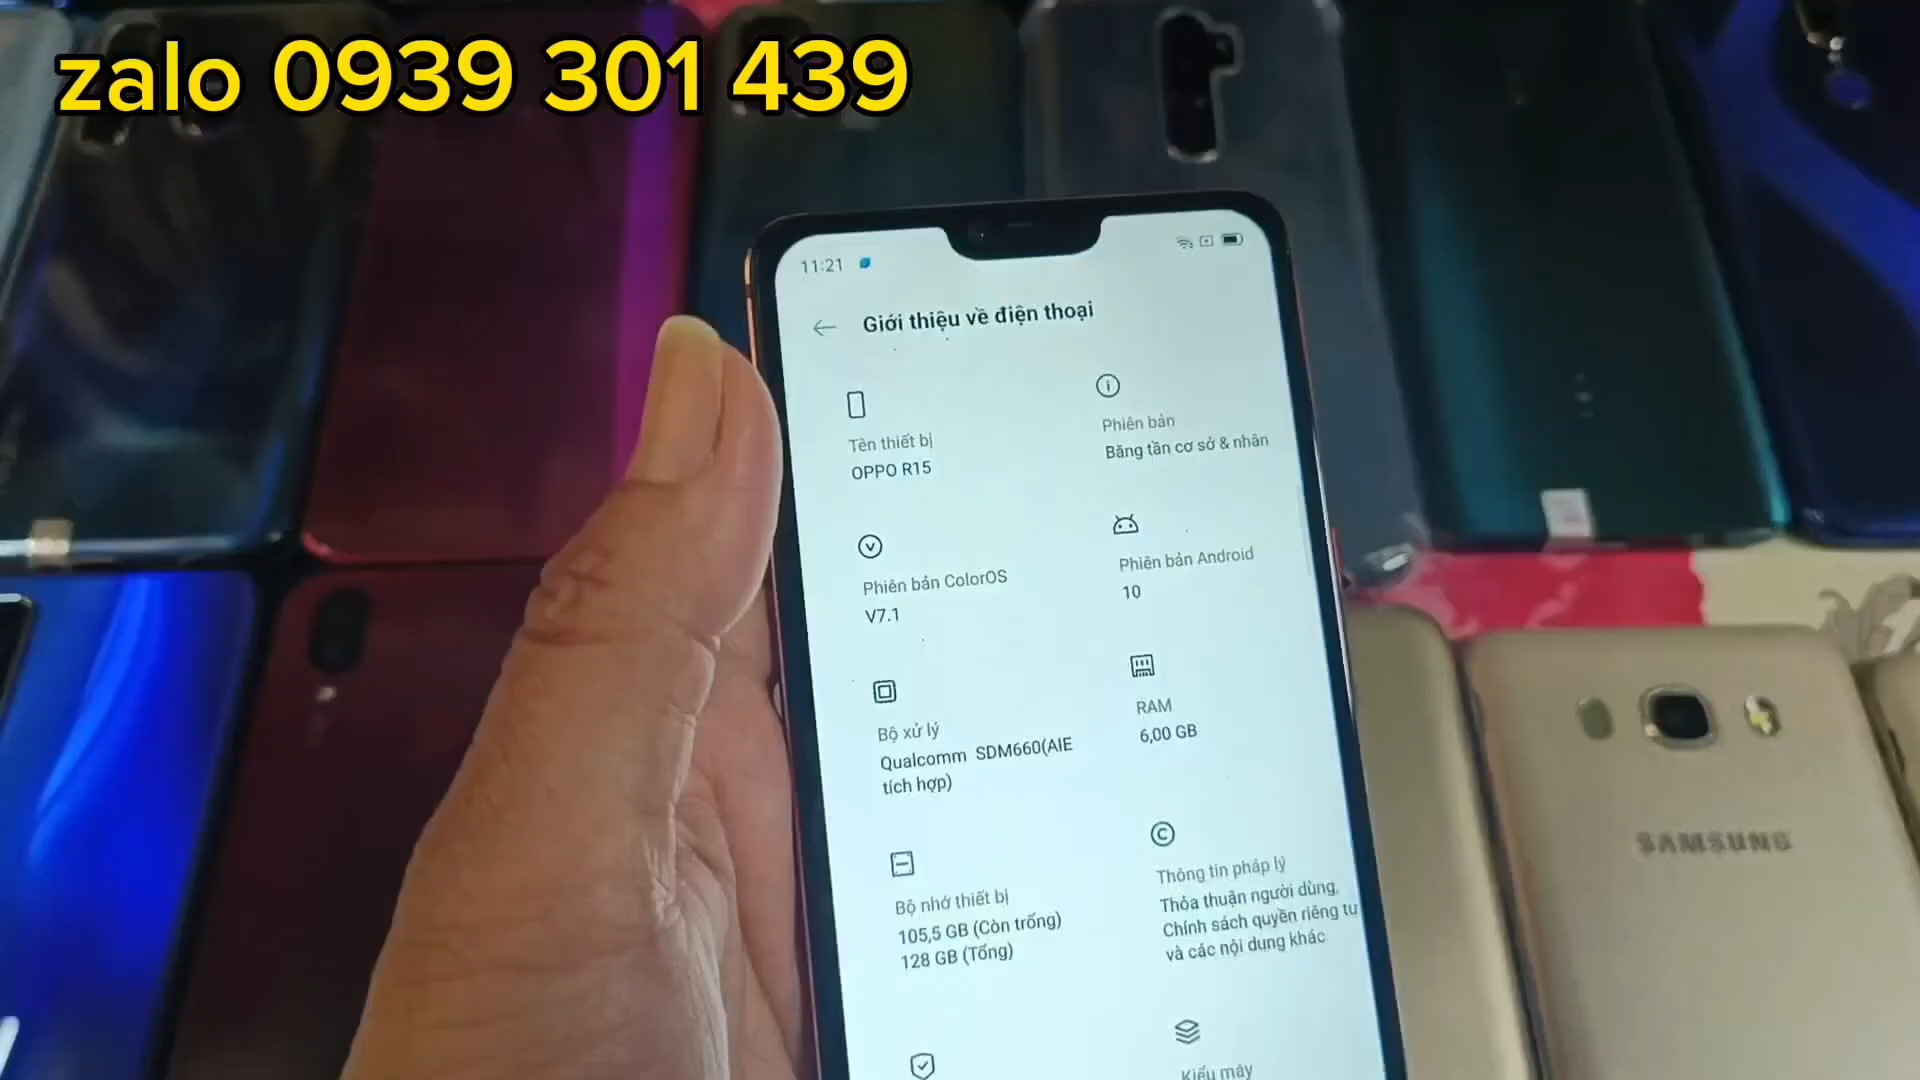 zalo 0939 301 439
11:21
Giới thiệu về điện thoại
Tên thiết bị
OPPO R15
Phiên bản
Băng tần cơ sở & nhân
Phiên bản ColorOS
V7.1
Phiên bản Android
10
Bộ xử lý
Qualcomm SDM660(AIE
tích hợp)
RAM
6,00 GB
Bộ nhớ thiết bị
105,5 GB (Còn trống)
128 GB (Tổng)
Thông tin pháp lý
Thỏa thuận người dùng,
Chính sách quyền riêng tư
và các nội dung khác
Kiểu máy
SAMSUNG